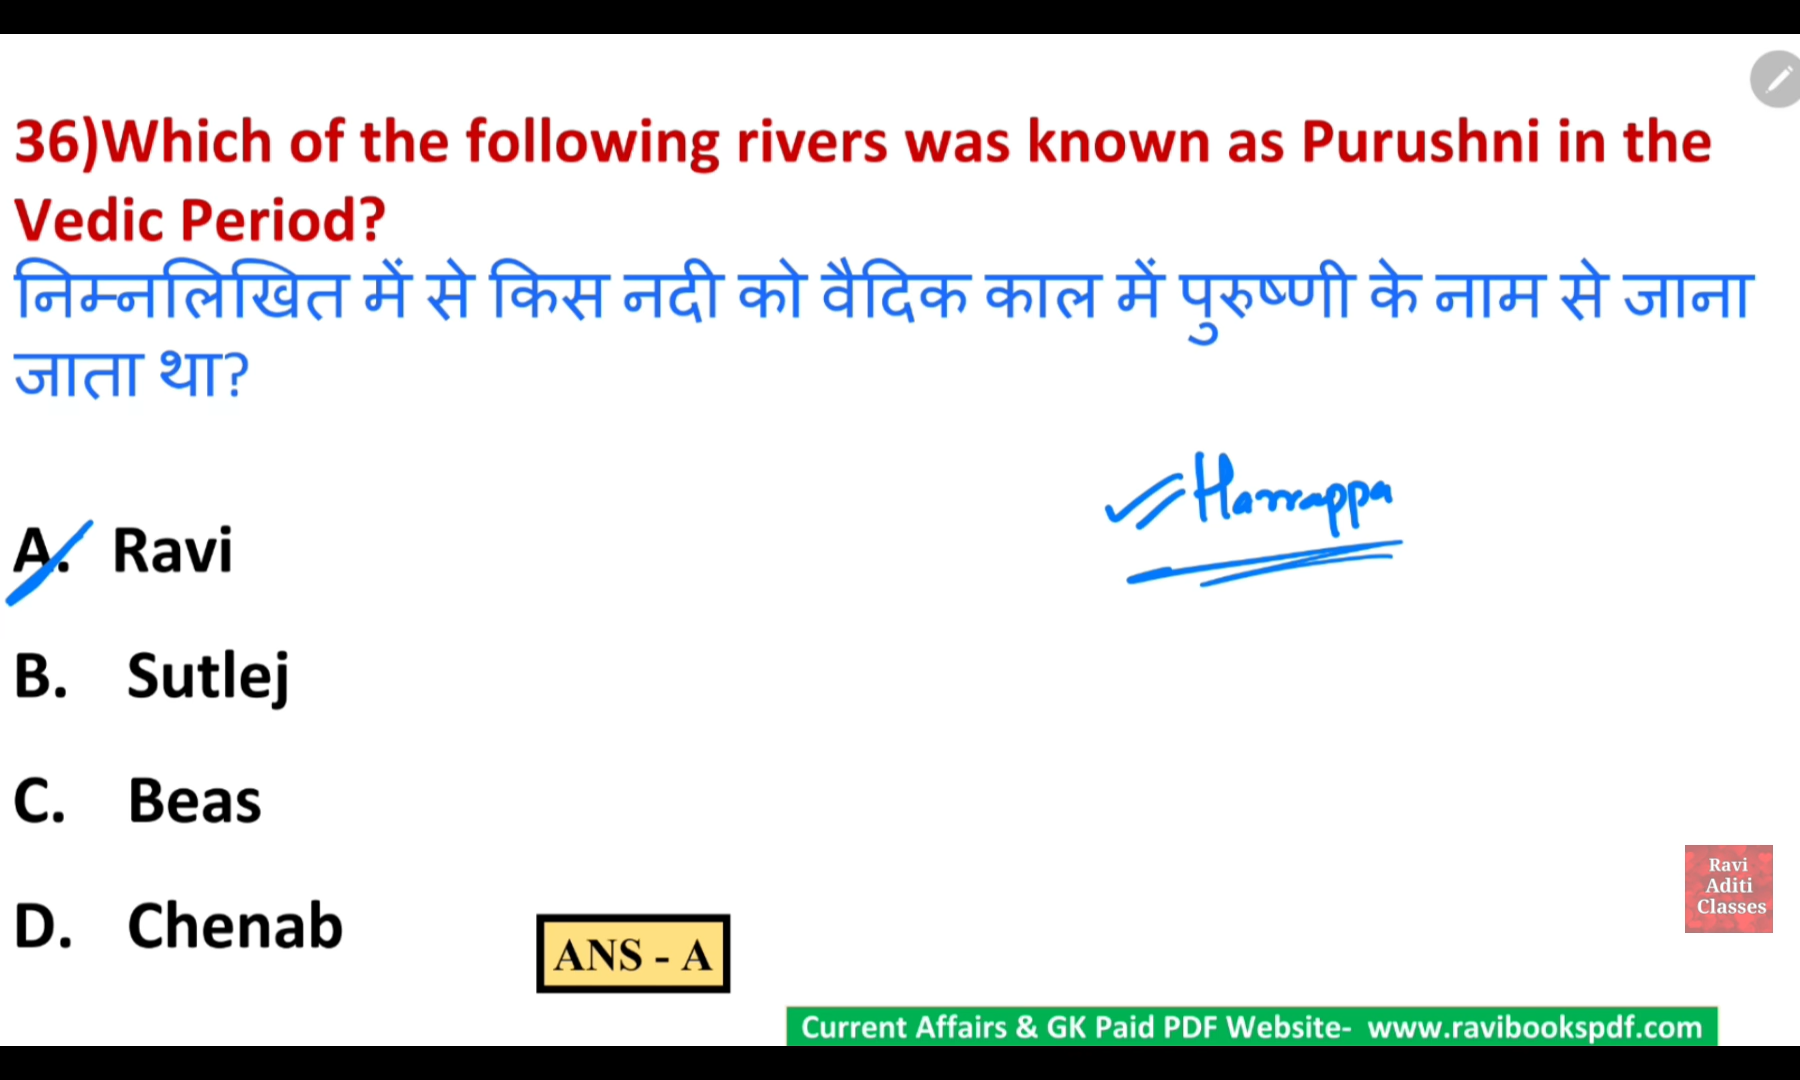 36)Which of the following rivers was known as Purushni in the
Vedic Period?
निम्नलिखित में से किस नदी को वैदिक काल में पुरुष्णी के नाम से जाना
जाता था?
Harrappa
A. Ravi
B. Sutlej
C. Beas
D. Chenab
ANS - A
Ravi
Aditi
Classes
Current Affairs & GK Paid PDF Website- www.ravibookspdf.com